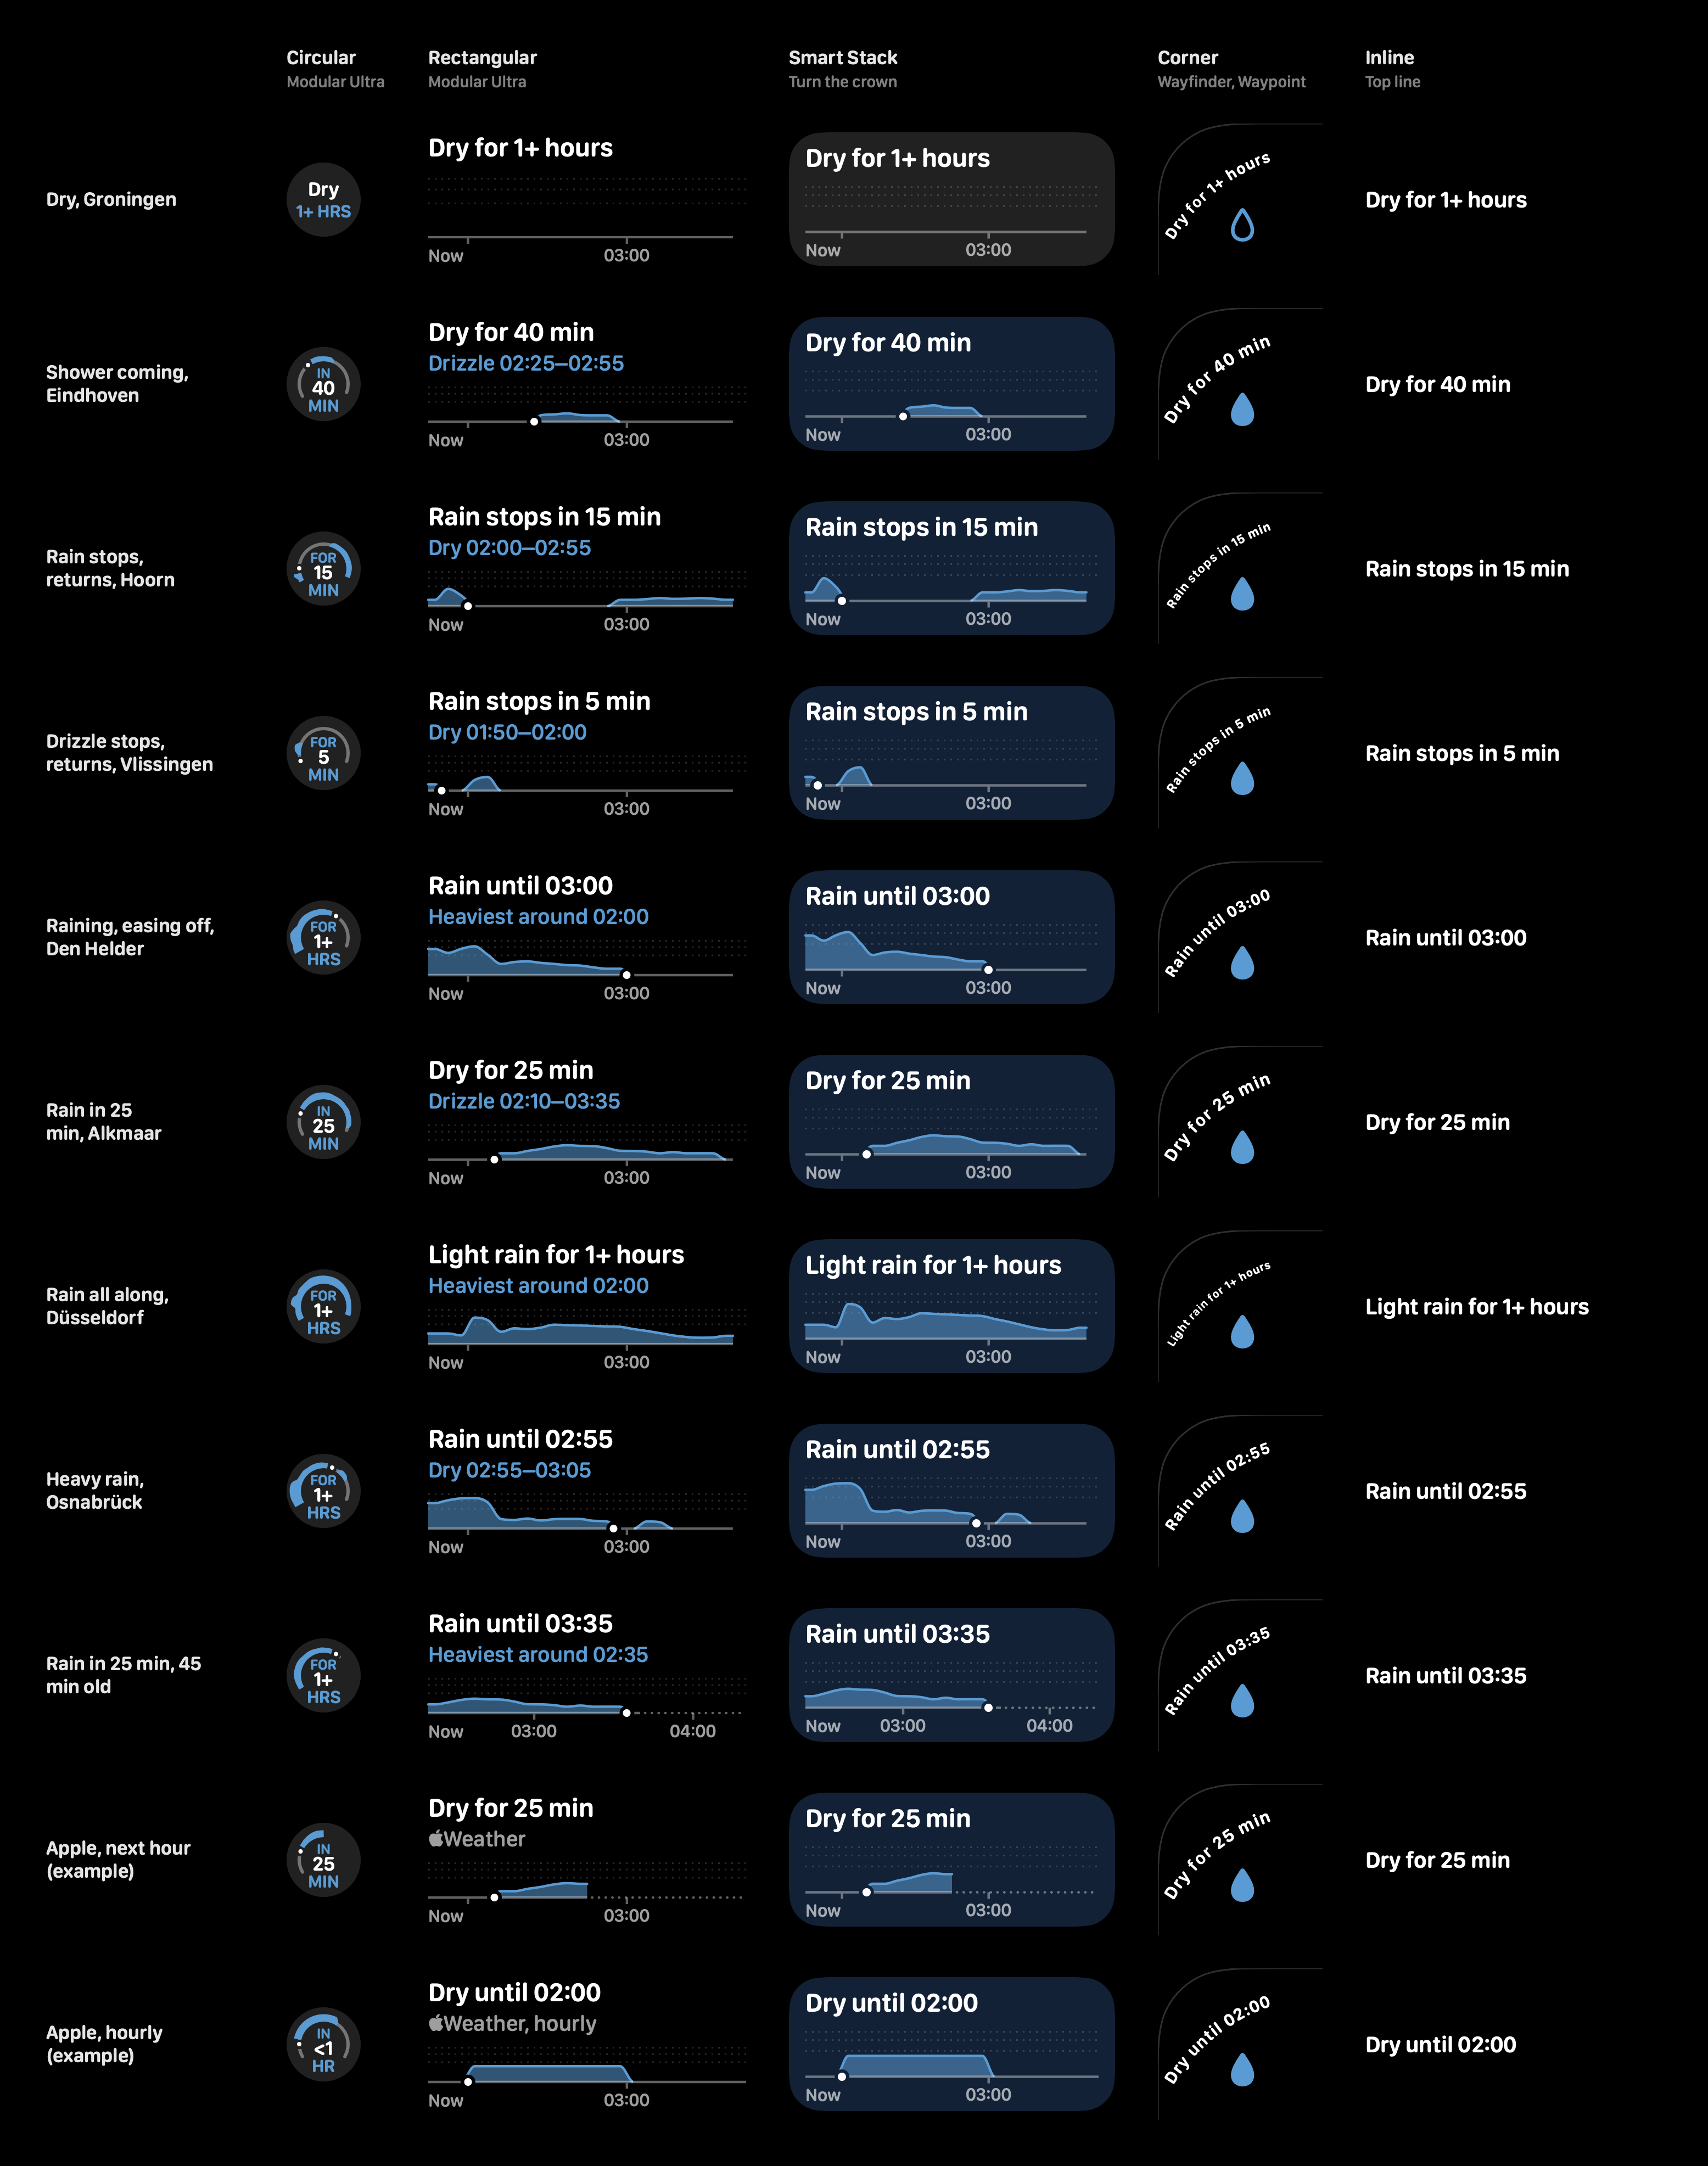 Circular
Modular Ultra
Rectangular
Modular Ultra
Smart Stack
Turn the crown
Corner
Wayfinder, Waypoint
Inline
Top line
Dry, Groningen
Dry
1+ HRS
Dry for 1+ hours
Now 03:00
Dry for 1+ hours
Now 03:00
Dry for 1+ hours
Dry for 1+ hours
Shower coming,
Eindhoven
IN
40
MIN
Dry for 40 min
Drizzle 02:25–02:55
Now 03:00
Dry for 40 min
Now 03:00
Dry for 40 min
Dry for 40 min
Rain stops,
returns, Hoorn
FOR
15
MIN
Rain stops in 15 min
Dry 02:00–02:55
Now 03:00
Rain stops in 15 min
Now 03:00
Rain stops in 15 min
Rain stops in 15 min
Drizzle stops,
returns, Vlissingen
FOR
5
MIN
Rain stops in 5 min
Dry 01:50–02:00
Now 03:00
Rain stops in 5 min
Now 03:00
Rain stops in 5 min
Rain stops in 5 min
Raining, easing off,
Den Helder
FOR
1+
HRS
Rain until 03:00
Heaviest around 02:00
Now 03:00
Rain until 03:00
Now 03:00
Rain until 03:00
Rain until 03:00
Rain in 25
min, Alkmaar
IN
25
MIN
Dry for 25 min
Drizzle 02:10–03:35
Now 03:00
Dry for 25 min
Now 03:00
Dry for 25 min
Dry for 25 min
Rain all along,
Düsseldorf
FOR
1+
HRS
Light rain for 1+ hours
Heaviest around 02:00
Now 03:00
Light rain for 1+ hours
Now 03:00
Light rain for 1+ hours
Light rain for 1+ hours
Heavy rain,
Osnabrück
FOR
1+
HRS
Rain until 02:55
Dry 02:55–03:05
Now 03:00
Rain until 02:55
Now 03:00
Rain until 02:55
Rain until 02:55
Rain in 25 min, 45
min old
FOR
1+
HRS
Rain until 03:35
Heaviest around 02:35
Now 03:00 04:00
Rain until 03:35
Now 03:00 04:00
Rain until 03:35
Rain until 03:35
Apple, next hour
(example)
IN
25
MIN
Dry for 25 min
Weather
Now 03:00
Dry for 25 min
Now 03:00
Dry for 25 min
Dry for 25 min
Apple, hourly
(example)
IN
<1
HR
Dry until 02:00
Weather, hourly
Now 03:00
Dry until 02:00
Now 03:00
Dry until 02:00
Dry until 02:00